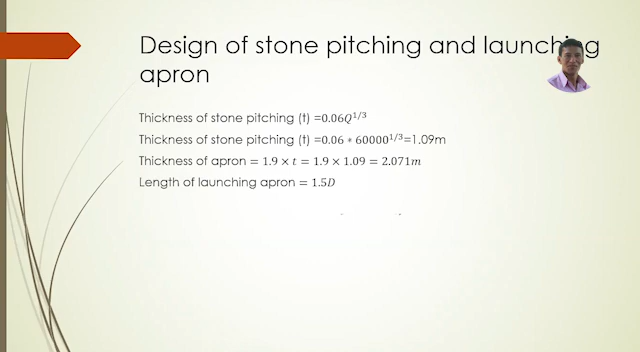 Design of stone pitching and launching
apron
Thickness of stone pitching (t) =0.06Q^{1/3}
Thickness of stone pitching (t) =0.06 * 60000^{1/3}=1.09m
Thickness of apron = 1.9 × t = 1.9 × 1.09 = 2.071m
Length of launching apron = 1.5D